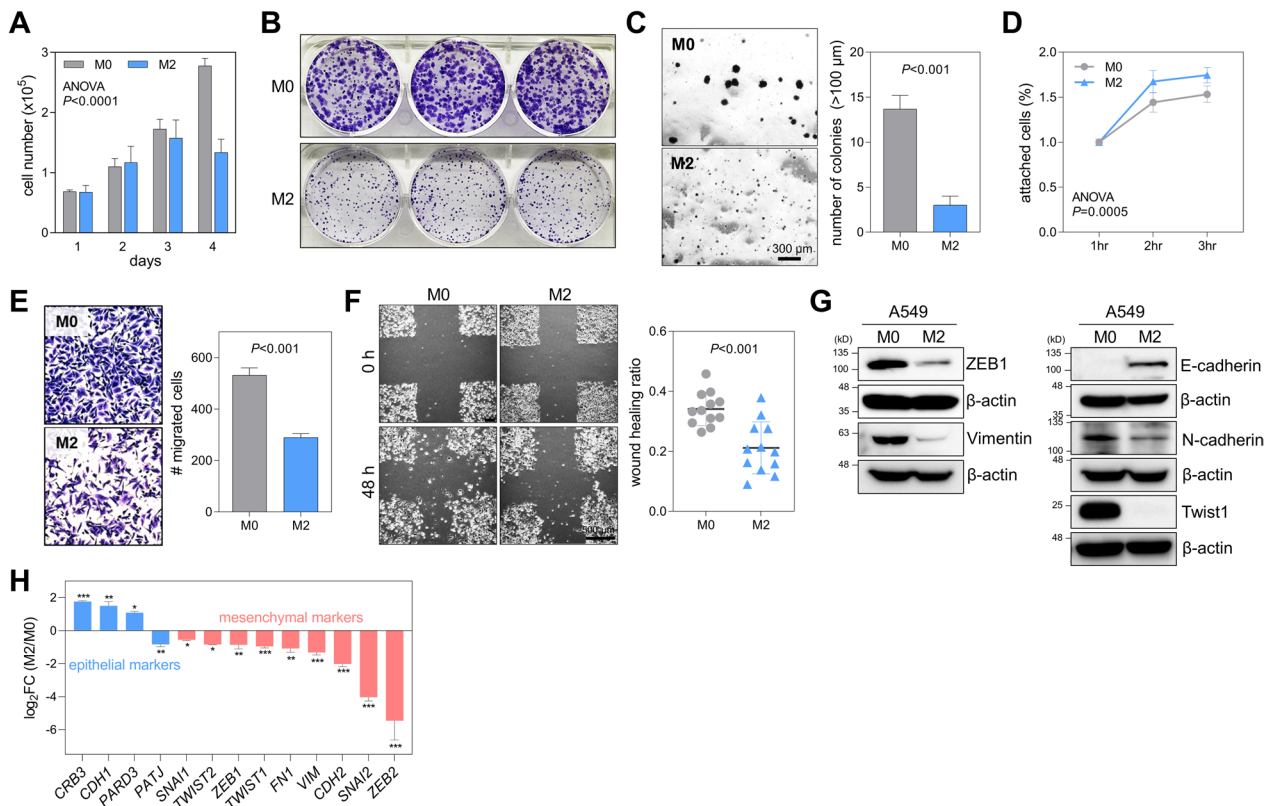 A
3
2
1
0
cell number (x10⁵)
M0
M2
ANOVA
P<0.0001
1
2
3
4
days
B
M0
M2
C
M0
M2
300 µm
number of colonies (>100 µm)
20
15
10
5
0
P<0.001
M0
M2
D
attached cells (%)
2.0
1.5
1.0
0.5
0.0
M0
M2
ANOVA
P=0.0005
1hr
2hr
3hr
E
M0
M2
# migrated cells
600
400
200
0
P<0.001
M0
M2
F
M0
M2
0 h
48 h
500 µm
wound healing ratio
0.6
0.4
0.2
0.0
P<0.001
M0
M2
G
A549
(kD)
M0
M2
135
100
ZEB1
48
35
β-actin
63
48
Vimentin
48
β-actin
A549
(kD)
M0
M2
135
100
E-cadherin
48
35
β-actin
135
100
N-cadherin
48
β-actin
25
Twist1
48
β-actin
H
log₂FC (M2/M0)
2
0
-2
-4
-6
***
**
*
**
*
*
**
***
**
***
***
***
***
mesenchymal markers
epithelial markers
CRB3
CDH1
PARD3
PATJ
SNAI1
TWIST2
ZEB1
TWIST1
FN1
VIM
CDH2
SNAI2
ZEB2